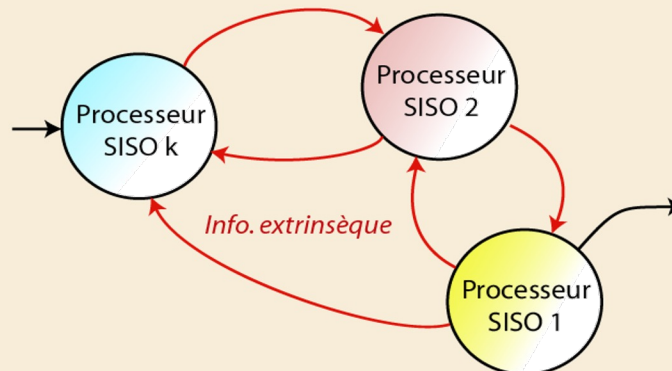 Processeur
SISO k
Processeur
SISO 2
Info. extrinsèque
Processeur
SISO 1